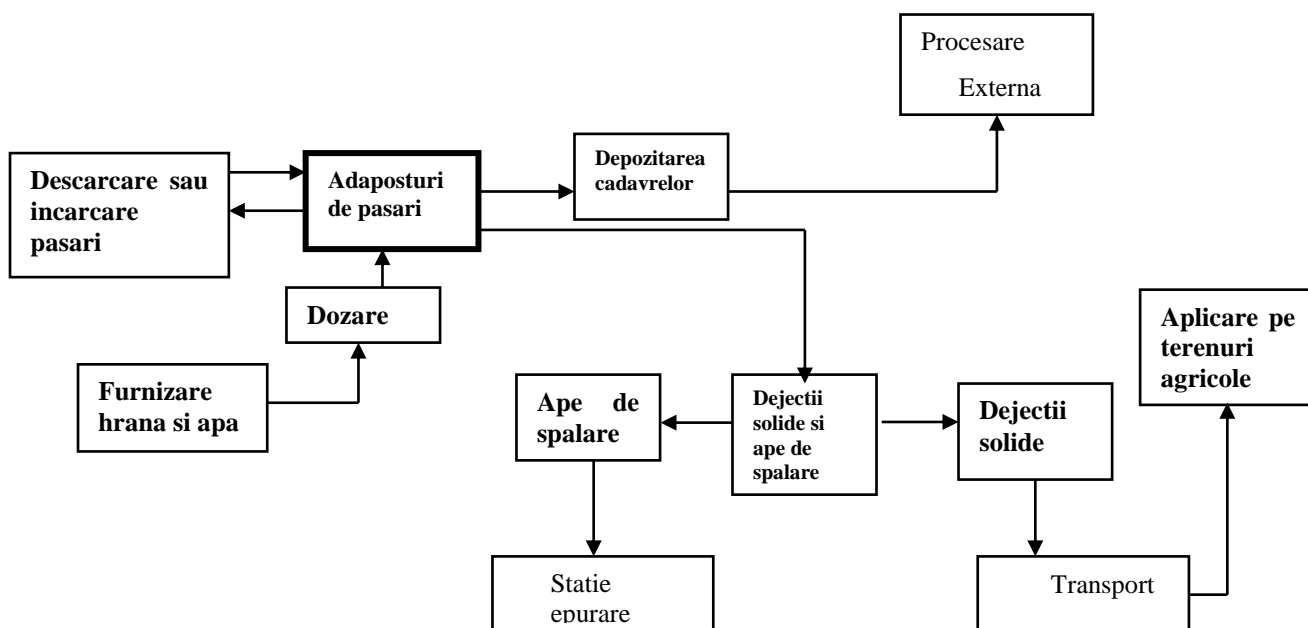 Procesare
Externa
Descarcare sau
incarcare
pasari
Adaposturi
de pasari
Depozitarea
cadavrelor
Dozare
Furnizare
hrana si apa
Aplicare pe
terenuri
agricole
Ape de
spalare
Dejectii
solide si
ape de
spalare
Dejectii
solide
Statie
epurare
Transport